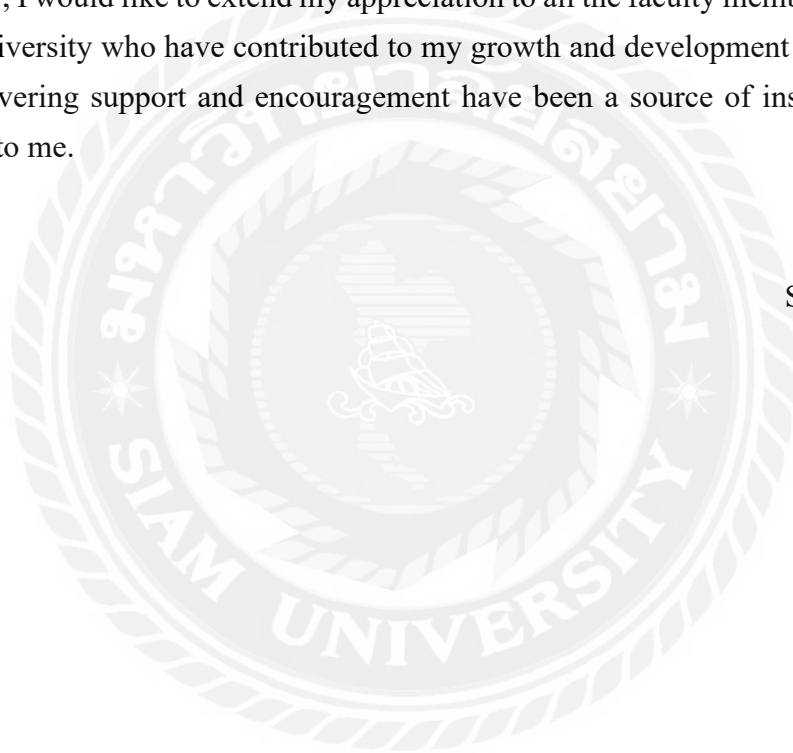 , I would like to extend my appreciation to all the faculty memb
iversity who have contributed to my growth and development
vering support and encouragement have been a source of ins
to me.
S
มหาวิทยาลัยสยาม
SIAM UNIVERSITY